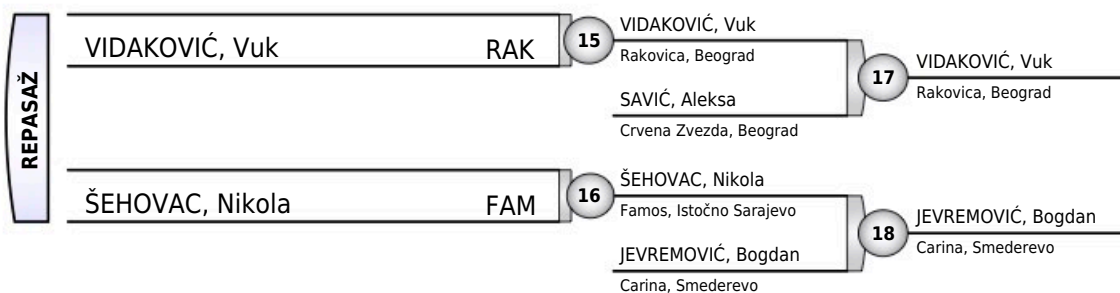 REPASAŽ
VIDAKOVIĆ, Vuk RAK
15
VIDAKOVIĆ, Vuk
Rakovica, Beograd
SAVIĆ, Aleksa
Crvena Zvezda, Beograd
17
VIDAKOVIĆ, Vuk
Rakovica, Beograd
ŠEHOVAC, Nikola FAM
16
ŠEHOVAC, Nikola
Famos, Istočno Sarajevo
JEVREMOVIĆ, Bogdan
Carina, Smederevo
18
JEVREMOVIĆ, Bogdan
Carina, Smederevo